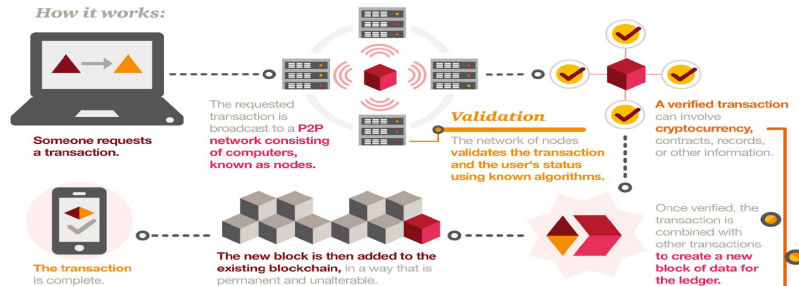 How it works:
Someone requests
a transaction.
The requested
transaction is
broadcast to a P2P
network consisting
of computers,
known as nodes.
Validation
The network of nodes
validates the transaction
and the user's status
using known algorithms.
A verified transaction
can involve
cryptocurrency,
contracts, records,
or other information.
Once verified, the
transaction is
combined with
other transactions
to create a new
block of data for
the ledger.
The new block is then added to the
existing blockchain, in a way that is
permanent and unalterable.
The transaction
is complete.